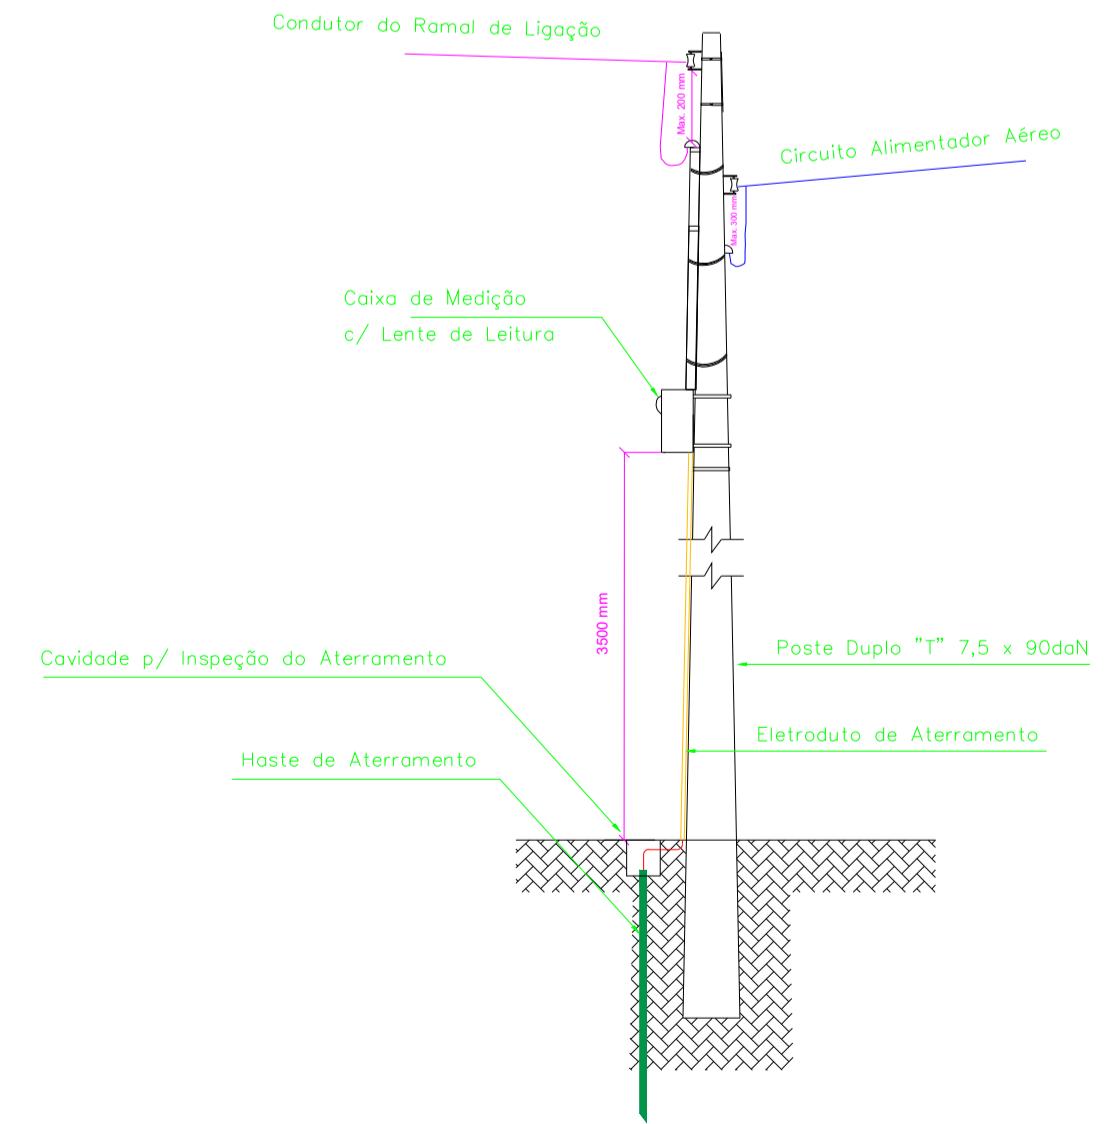 Condutor do Ramal de Ligação
Max. 200 mm
Circuito Alimentador Aéreo
Max. 300 mm
Caixa de Medição
c/ Lente de Leitura
3500 mm
Poste Duplo "T" 7,5 x 90daN
Cavidade p/ Inspeção do Aterramento
Eletroduto de Aterramento
Haste de Aterramento